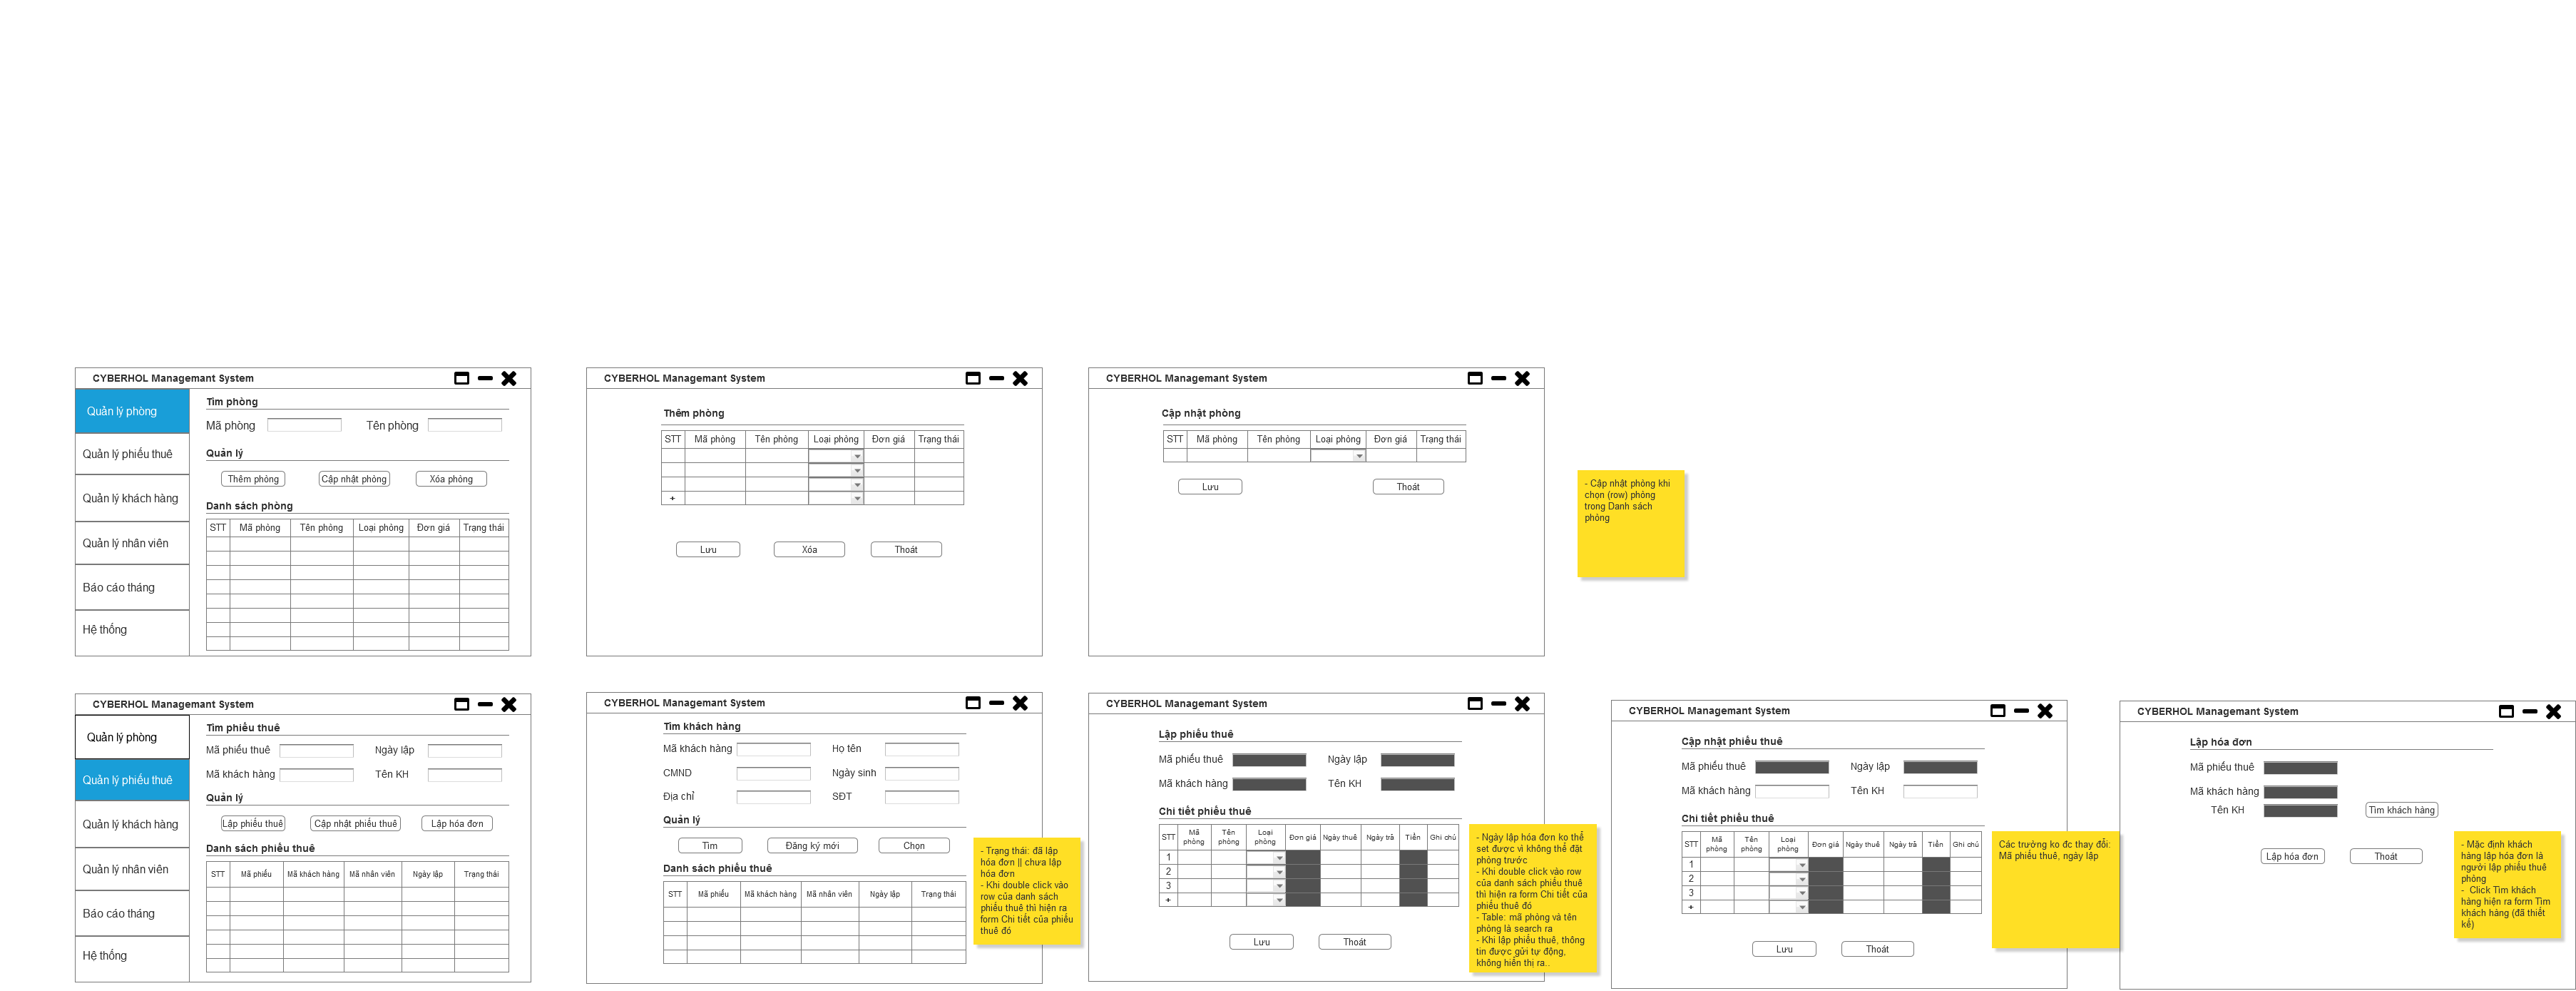 CYBERHOL Managemant System
Quản lý phòng
Quản lý phiếu thuê
Quản lý khách hàng
Quản lý nhân viên
Báo cáo tháng
Hệ thống
Tìm phòng
Mã phòng Tên phòng
Quản lý
Thêm phòng Cập nhật phòng Xóa phòng
Danh sách phòng
STT Mã phòng Tên phòng Loại phòng Đơn giá Trạng thái
CYBERHOL Managemant System
Thêm phòng
STT Mã phòng Tên phòng Loại phòng Đơn giá Trạng thái
+
Lưu Xóa Thoát
CYBERHOL Managemant System
Cập nhật phòng
STT Mã phòng Tên phòng Loại phòng Đơn giá Trạng thái
Lưu Thoát
- Cập nhật phòng khi
chọn (row) phòng
trong Danh sách
phòng
CYBERHOL Managemant System
Quản lý phòng
Quản lý phiếu thuê
Quản lý khách hàng
Quản lý nhân viên
Báo cáo tháng
Hệ thống
Tìm phiếu thuê
Mã phiếu thuê Ngày lập
Mã khách hàng Tên KH
Quản lý
Lập phiếu thuê Cập nhật phiếu thuê Lập hóa đơn
Danh sách phiếu thuê
STT Mã phiếu Mã khách hàng Mã nhân viên Ngày lập Trạng thái
CYBERHOL Managemant System
Tìm khách hàng
Mã khách hàng Họ tên
CMND Ngày sinh
Địa chỉ SĐT
Quản lý
Tìm Đăng ký mới Chọn
Danh sách phiếu thuê
STT Mã phiếu Mã khách hàng Mã nhân viên Ngày lập Trạng thái
- Trạng thái: đã lập
hóa đơn || chưa lập
hóa đơn
- Khi double click vào
row của danh sách
phiếu thuê thì hiện ra
form Chi tiết của phiếu
thuê đó
CYBERHOL Managemant System
Lập phiếu thuê
Mã phiếu thuê Ngày lập
Mã khách hàng Tên KH
Chi tiết phiếu thuê
STT Mã phòng Tên phòng Loại phòng Đơn giá Ngày thuê Ngày trả Tiền Ghi chú
1
2
3
+
Lưu Thoát
- Ngày lập hóa đơn ko thể
set được vì không thể đặt
phòng trước
- Khi double click vào row
của danh sách phiếu thuê
thì hiện ra form Chi tiết của
phiếu thuê đó
- Table: mã phòng và tên
phòng là search ra
- Khi lập phiếu thuê, thông
tin được gửi tự động,
không hiển thị ra..
CYBERHOL Managemant System
Cập nhật phiếu thuê
Mã phiếu thuê Ngày lập
Mã khách hàng Tên KH
Chi tiết phiếu thuê
STT Mã phòng Tên phòng Loại phòng Đơn giá Ngày thuê Ngày trả Tiền Ghi chú
1
2
3
+
Lưu Thoát
Các trường ko đc thay đổi:
Mã phiếu thuê, ngày lập
CYBERHOL Managemant System
Lập hóa đơn
Mã phiếu thuê
Mã khách hàng
Tên KH Tìm khách hàng
Lập hóa đơn Thoát
- Mặc định khách
hàng lập hóa đơn là
người lập phiếu thuê
phòng
- Click Tìm khách
hàng hiện ra form Tìm
khách hàng (đã thiết
kế)